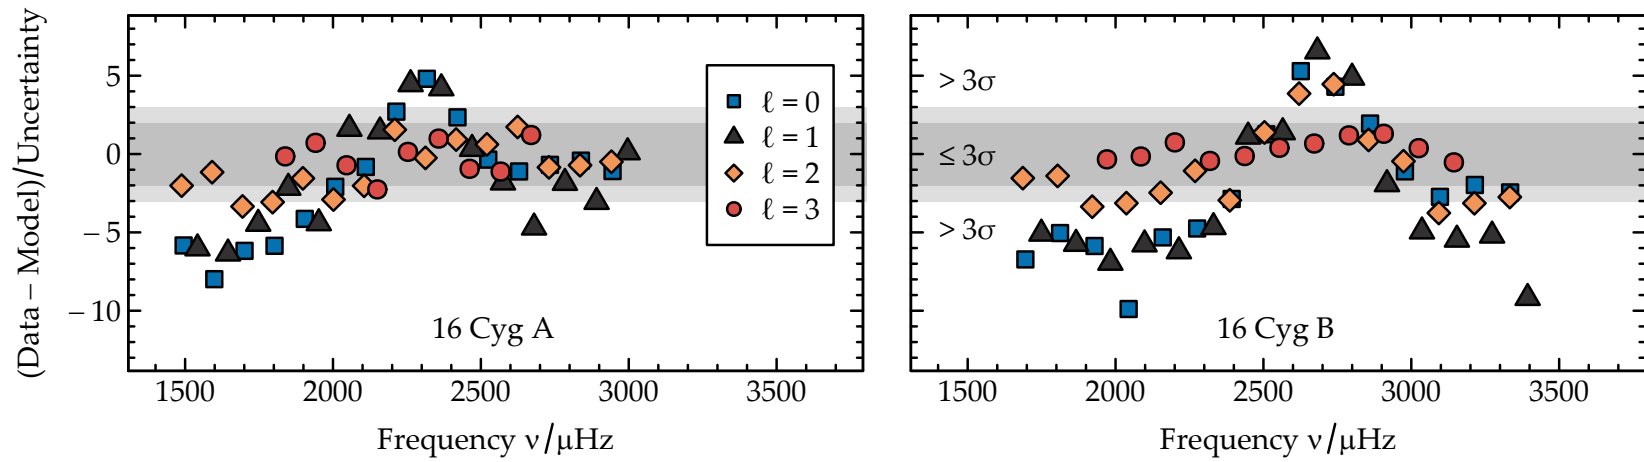 (Data – Model)/Uncertainty
5
0
–5
–10
ℓ = 0
ℓ = 1
ℓ = 2
ℓ = 3
16 Cyg A
1500 2000 2500 3000 3500
Frequency ν/μHz
> 3σ
≤ 3σ
> 3σ
16 Cyg B
1500 2000 2500 3000 3500
Frequency ν/μHz